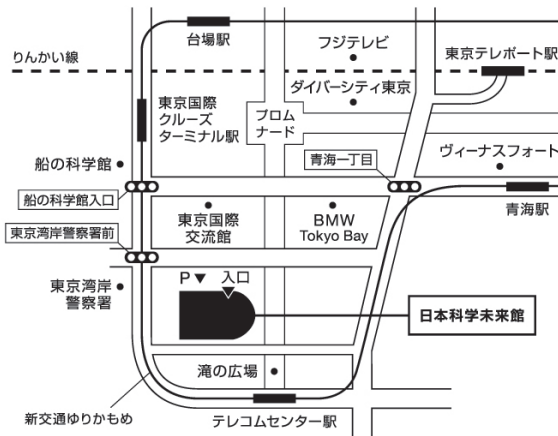 台場駅
フジテレビ
りんかい線
東京テレポート駅
ダイバーシティ東京
東京国際
クルーズ
ターミナル駅
プロム
ナード
船の科学館
青海一丁目
ヴィーナスフォート
船の科学館入口
東京国際
交流館
BMW
Tokyo Bay
青海駅
東京湾岸警察署前
東京湾岸
警察署
P▼ 入口
日本科学未来館
滝の広場
新交通ゆりかもめ
テレコムセンター駅